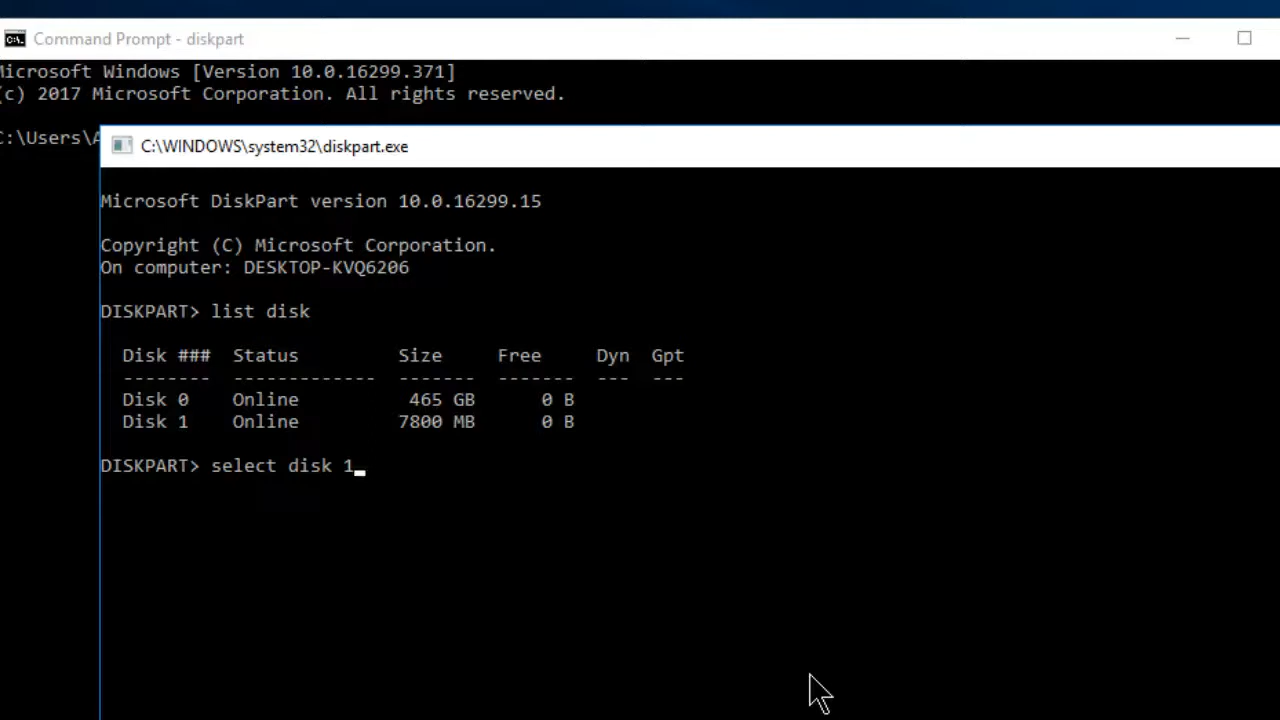 Command Prompt - diskpart
Microsoft Windows [Version 10.0.16299.371]
(c) 2017 Microsoft Corporation. All rights reserved.
C:\Users\A
C:\WINDOWS\system32\diskpart.exe
Microsoft DiskPart version 10.0.16299.15
Copyright (C) Microsoft Corporation.
On computer: DESKTOP-KVQ6206
DISKPART> list disk
Disk ###  Status         Size     Free     Dyn  Gpt
--------  -------------  -------  -------  ---  ---
Disk 0    Online          465 GB      0 B
Disk 1    Online         7800 MB      0 B
DISKPART> select disk 1_